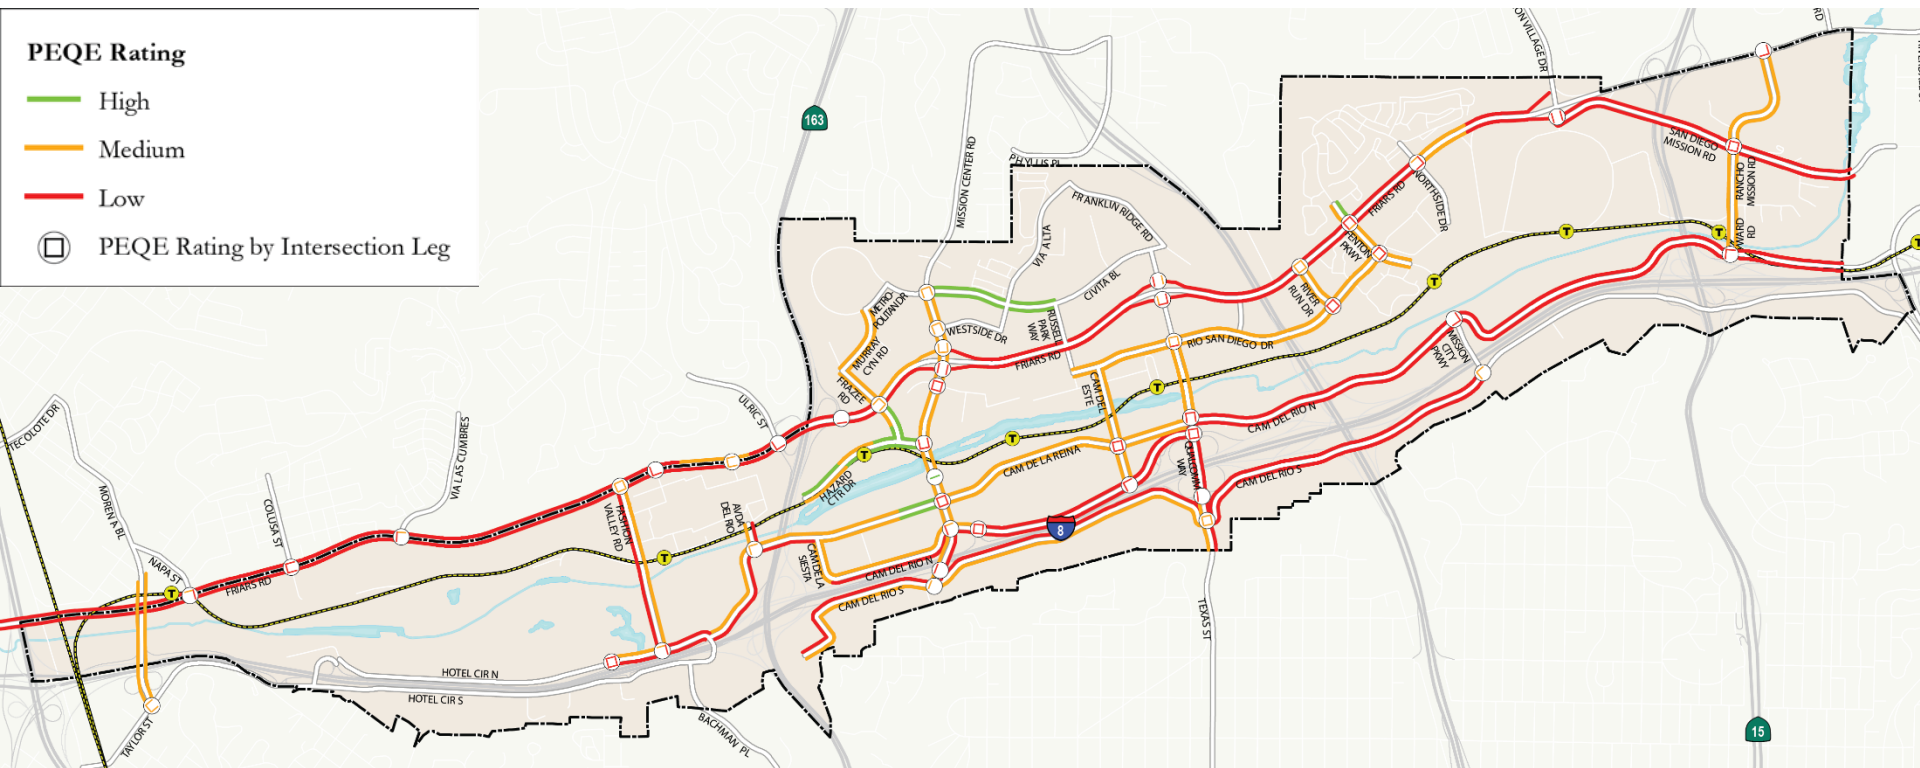 PEQE Rating
High
Medium
Low
PEQE Rating by Intersection Leg
163
MISSION CENTER RD
PHYLLIS PL
FRANKLIN RIDGE RD
VIA ALTA
CIVITA BL
METRO-
POLITAN DR
MURRAY
CYN RD
FRAZEE
RD
WESTSIDE DR
RUSSELL
PARK
WAY
FRIARS RD
RIO SAN DIEGO DR
RIVER
RUN DR
FENTON
PKWY
FRIARS RD
NORTHSIDE DR
SAN DIEGO
MISSION RD
RANCHO
MISSION RD
WARD
RD
RD
T
T
T
T
T
T
T
T
T
CAM DEL
ESTE
MISSION
CITY
PKWY
CAM DEL RIO N
CAM DEL RIO S
QUALCOMM
WAY
CAM DE LA REINA
HAZARD
CTR DR
8
ULRIC ST
VIA LAS CUMBRES
TECOLOTE DR
MORENA BL
COLUSA ST
NAPA ST
FRIARS RD
FASHION
VALLEY RD
AVDA
DEL RIO
CAM DE LA
SIESTA
CAM DEL RIO N
CAM DEL RIO S
TEXAS ST
HOTEL CIR N
HOTEL CIR S
TAYLOR ST
BACHMAN PL
15